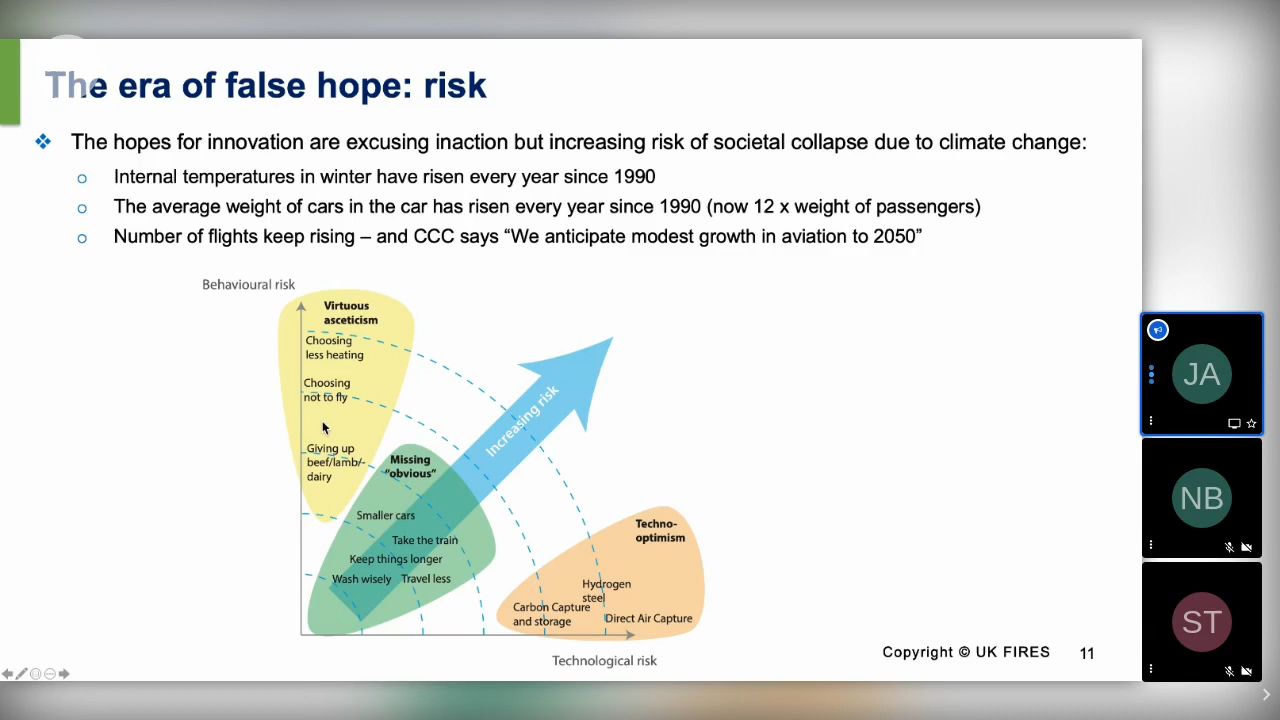 The era of false hope: risk
The hopes for innovation are excusing inaction but increasing risk of societal collapse due to climate change:
Internal temperatures in winter have risen every year since 1990
The average weight of cars in the car has risen every year since 1990 (now 12 x weight of passengers)
Number of flights keep rising – and CCC says “We anticipate modest growth in aviation to 2050”
Behavioural risk
Virtuous
asceticism
Choosing
less heating
Choosing
not to fly
Giving up
beef/lamb/
dairy
Increasing risk
Missing
“obvious”
Smaller cars
Take the train
Keep things longer
Wash wisely Travel less
Techno-
optimism
Hydrogen
steel
Carbon Capture
and storage
Direct Air Capture
Technological risk
Copyright © UK FIRES 11
JA
NB
ST